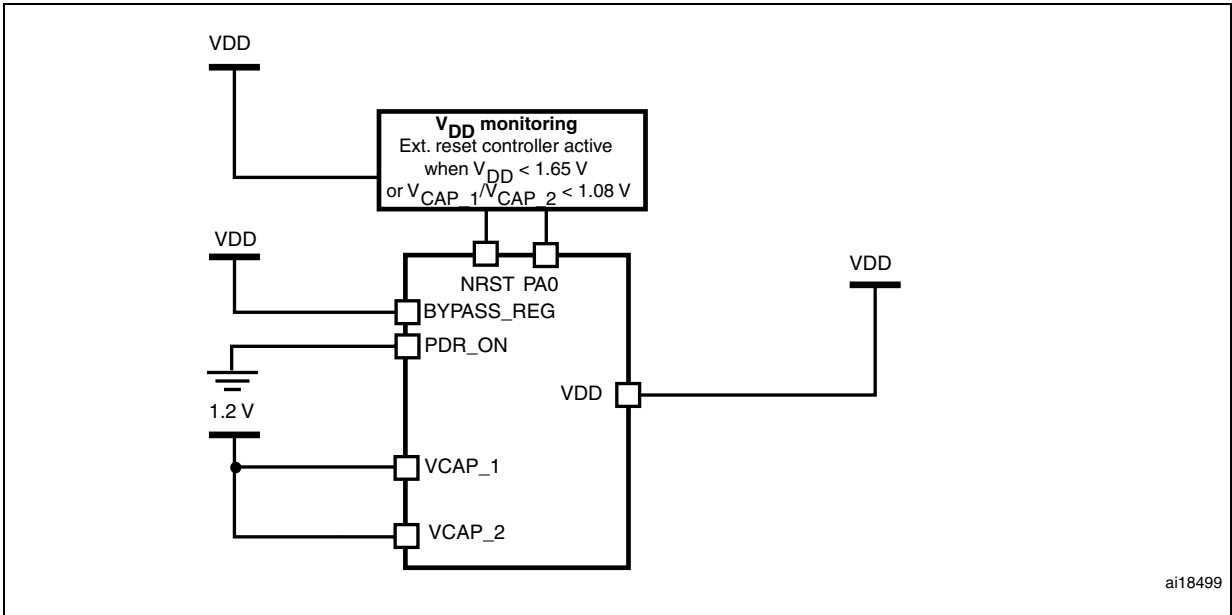 VDD
VDD monitoring
Ext. reset controller active
when VDD < 1.65 V
or VCAP_1/VCAP_2 < 1.08 V
VDD
NRST PA0
VDD
BYPASS_REG
PDR_ON
VDD
1.2 V
VCAP_1
VCAP_2
ai18499